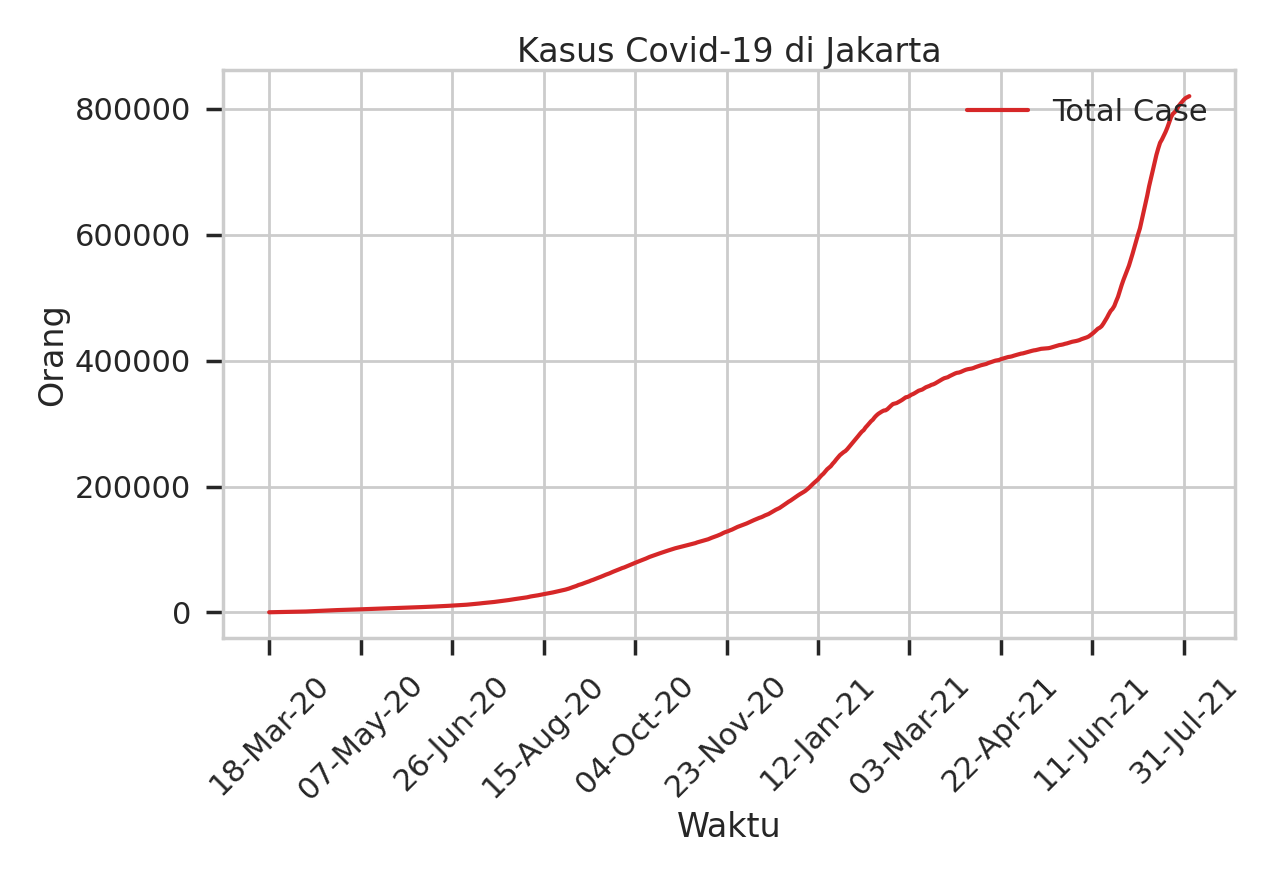 Kasus Covid-19 di Jakarta
Total Case
800000
600000
400000
200000
0
Orang
18-Mar-20
07-May-20
26-Jun-20
15-Aug-20
04-Oct-20
23-Nov-20
12-Jan-21
03-Mar-21
22-Apr-21
11-Jun-21
31-Jul-21
Waktu